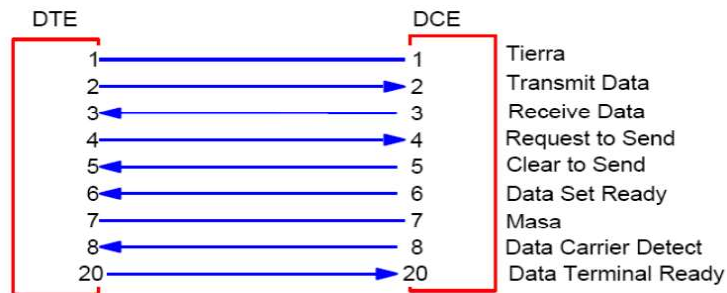 DTE DCE
1 1 Tierra
2 2 Transmit Data
3 3 Receive Data
4 4 Request to Send
5 5 Clear to Send
6 6 Data Set Ready
7 7 Masa
8 8 Data Carrier Detect
20 20 Data Terminal Ready